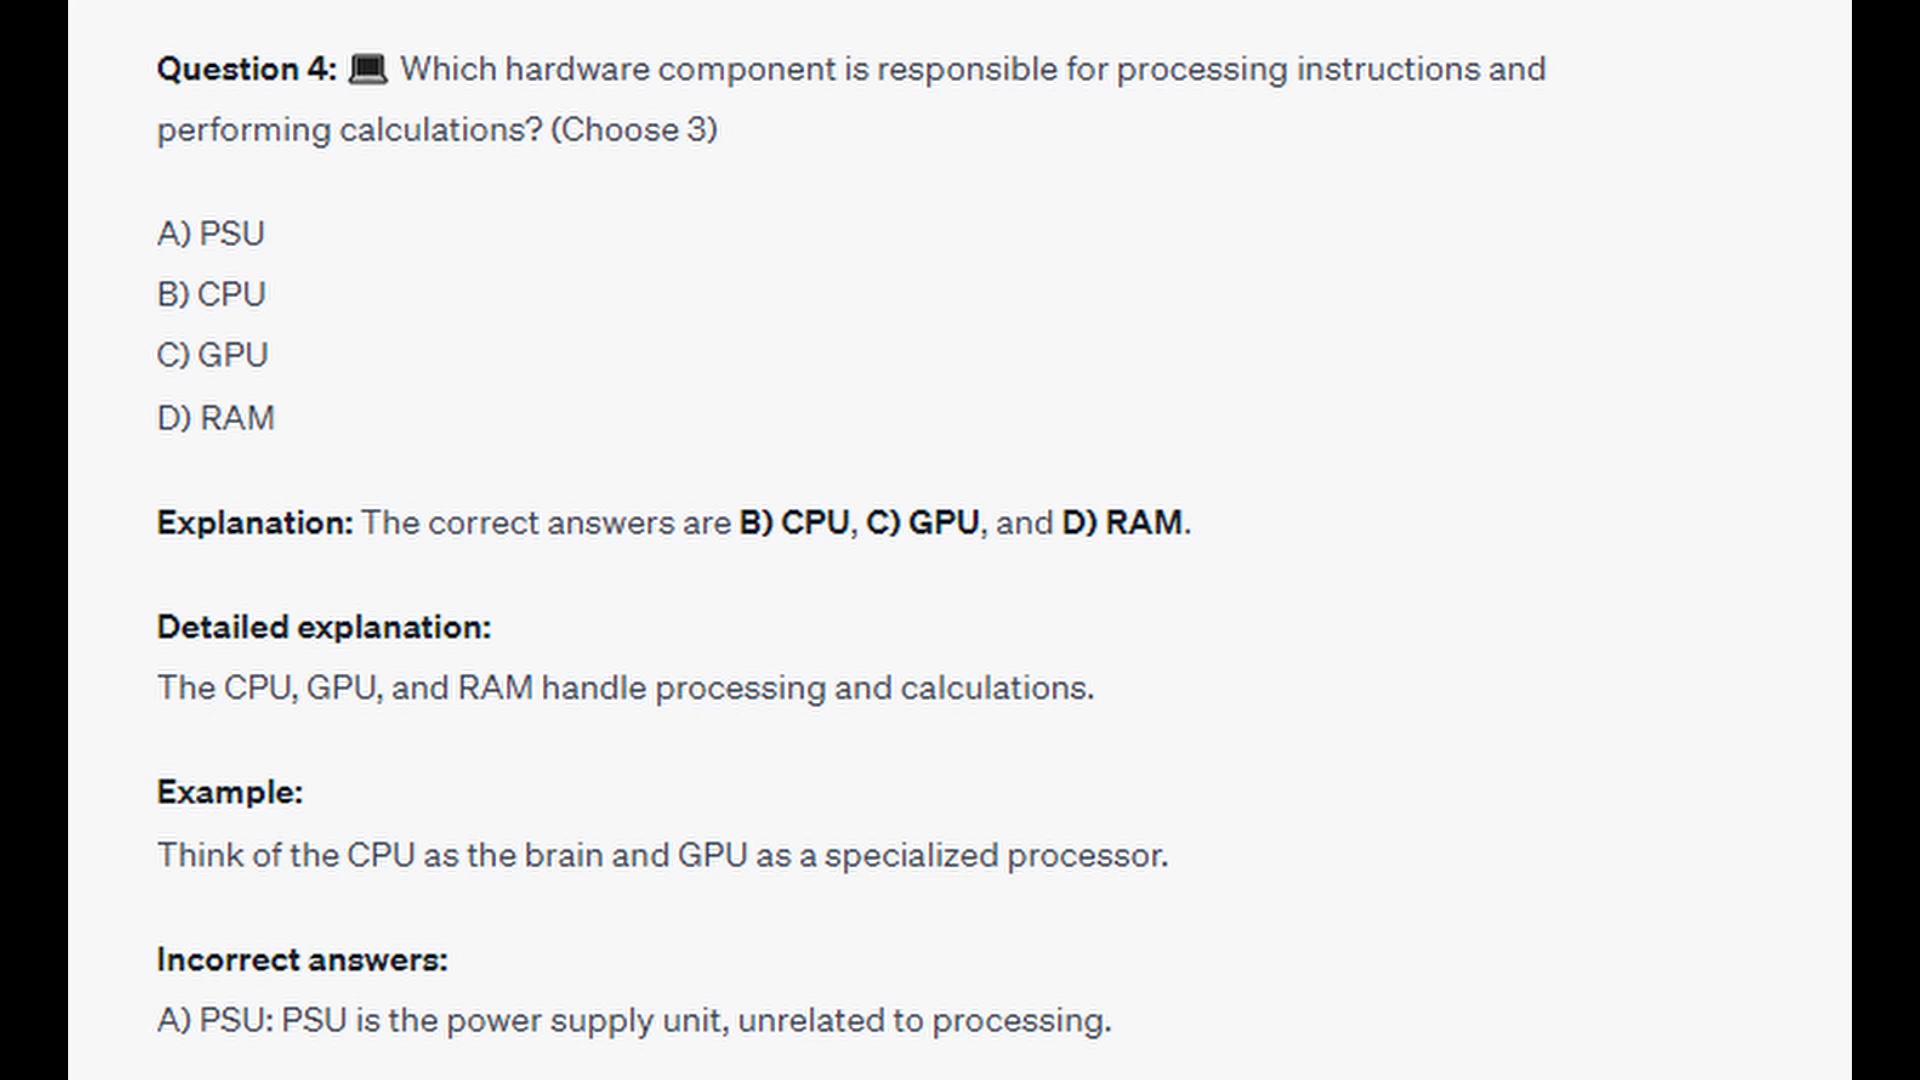 Question 4: 💻 Which hardware component is responsible for processing instructions and
performing calculations? (Choose 3)
A) PSU
B) CPU
C) GPU
D) RAM
Explanation: The correct answers are B) CPU, C) GPU, and D) RAM.
Detailed explanation:
The CPU, GPU, and RAM handle processing and calculations.
Example:
Think of the CPU as the brain and GPU as a specialized processor.
Incorrect answers:
A) PSU: PSU is the power supply unit, unrelated to processing.